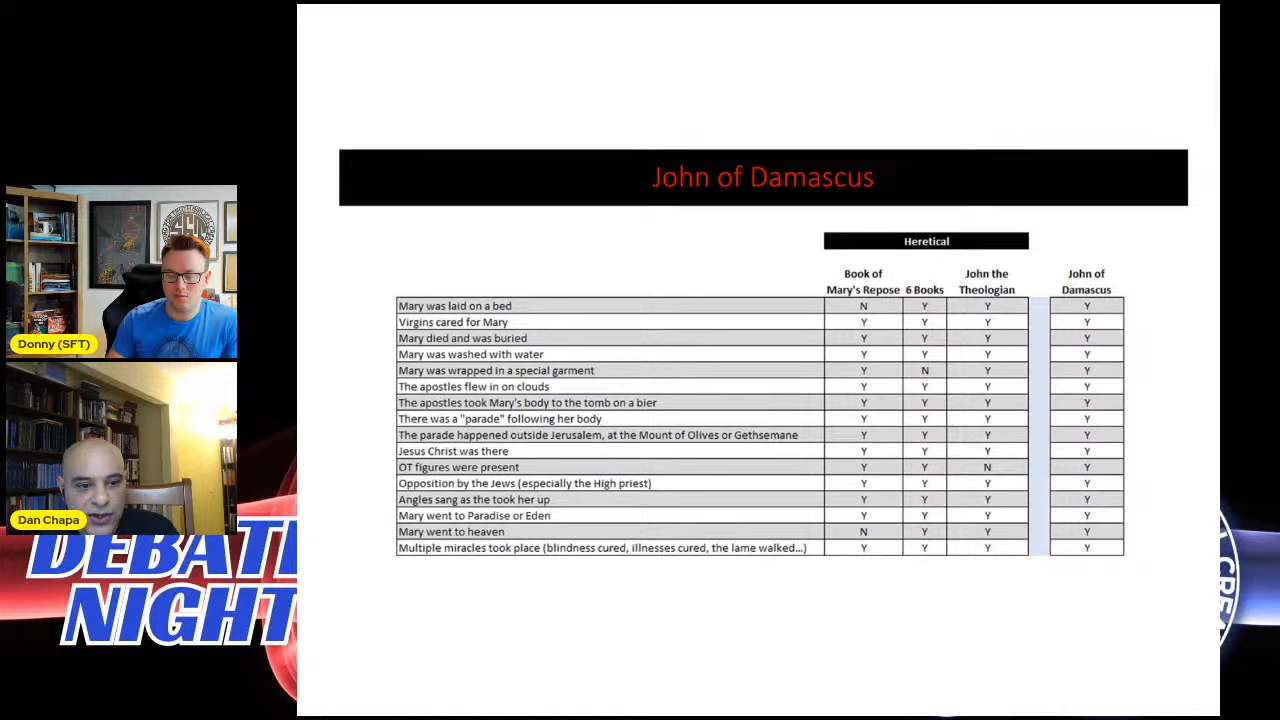 John of Damascus
Heretical
Book of Mary's Repose 6 Books John the Theologian John of Damascus
Mary was laid on a bed N Y Y Y
Virgins cared for Mary Y Y Y Y
Mary died and was buried Y Y Y Y
Mary was washed with water Y Y Y Y
Mary was wrapped in a special garment Y N Y Y
The apostles flew in on clouds Y Y Y Y
The apostles took Mary's body to the tomb on a bier Y Y Y Y
There was a "parade" following her body Y Y Y Y
The parade happened outside Jerusalem, at the Mount of Olives or Gethsemane Y Y Y Y
Jesus Christ was there Y Y Y Y
OT figures were present Y Y N Y
Opposition by the Jews (especially the High priest) Y Y Y Y
Angles sang as the took her up Y Y Y Y
Mary went to Paradise or Eden Y Y Y Y
Mary went to heaven N Y Y Y
Multiple miracles took place (blindness cured, illnesses cured, the lame walked...) Y Y Y Y
Donny (SFT)
Dan Chapa
DEBATE
NIGHT